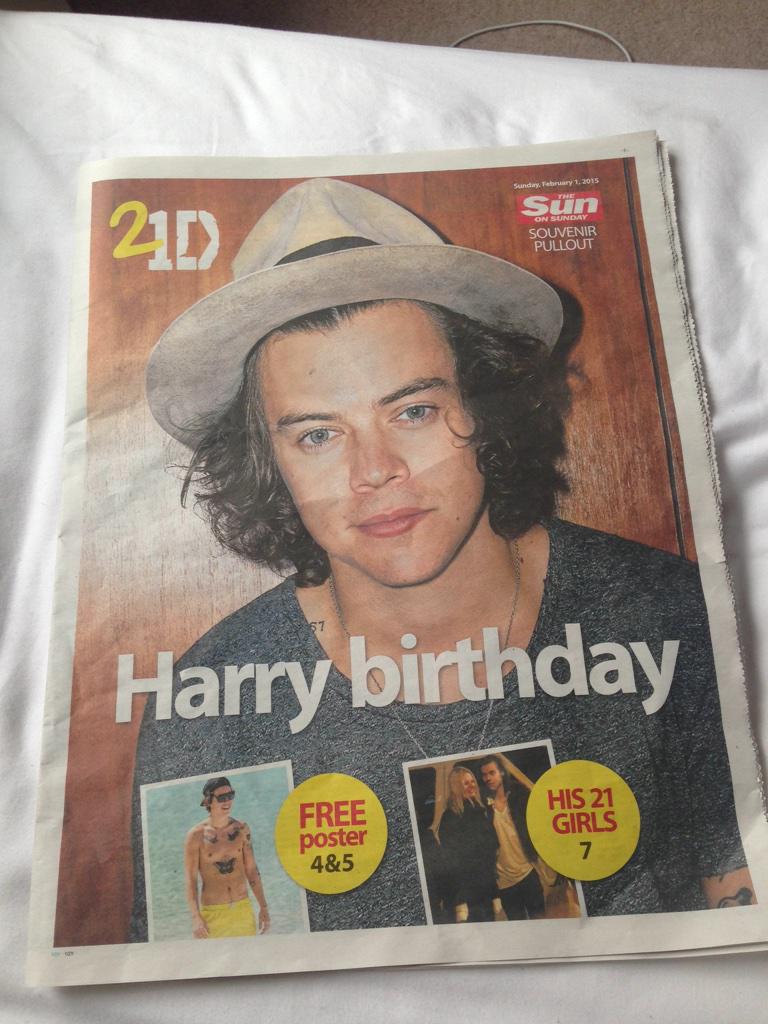 Sunday, February 1, 2015
21D
THE
Sun
ON SUNDAY
SOUVENIR
PULLOUT
Harry birthday
FREE
poster
4&5
HIS 21
GIRLS
7